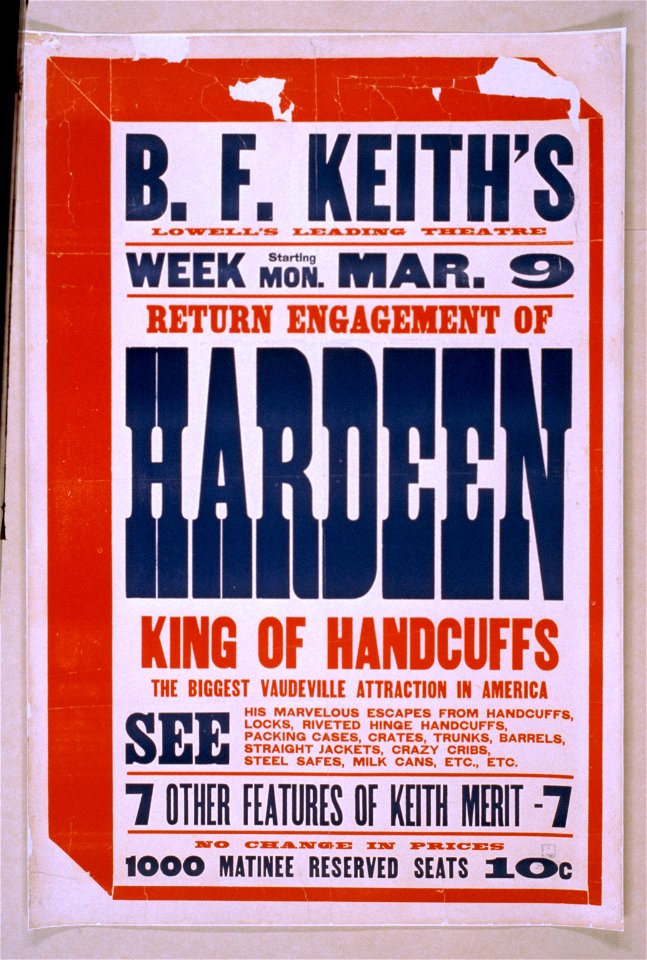 B. F. KEITH'S
LOWELL'S LEADING THEATRE
WEEK Starting MON. MAR. 9
RETURN ENGAGEMENT OF
HARDEEN
KING OF HANDCUFFS
THE BIGGEST VAUDEVILLE ATTRACTION IN AMERICA
SEE HIS MARVELOUS ESCAPES FROM HANDCUFFS,
LOCKS, RIVETED HINGE HANDCUFFS,
PACKING CASES, CRATES, TRUNKS, BARRELS,
STRAIGHT JACKETS, CRAZY CRIBS,
STEEL SAFES, MILK CANS, ETC., ETC.
7 OTHER FEATURES OF KEITH MERIT -7
NO CHANGE IN PRICES
1000 MATINEE RESERVED SEATS 10c